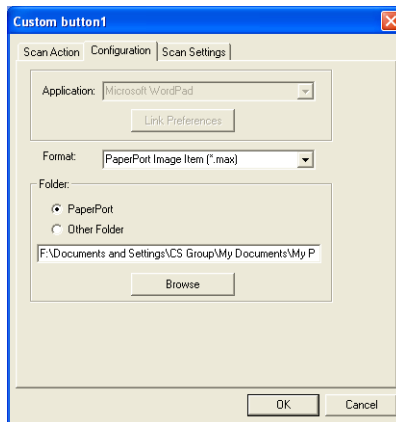 Custom button1
Scan Action Configuration Scan Settings
Application: Microsoft WordPad
Link Preferences
Format: PaperPort Image Item (*.max)
Folder:
PaperPort
Other Folder
F:\Documents and Settings\CS Group\My Documents\My P
Browse
OK Cancel